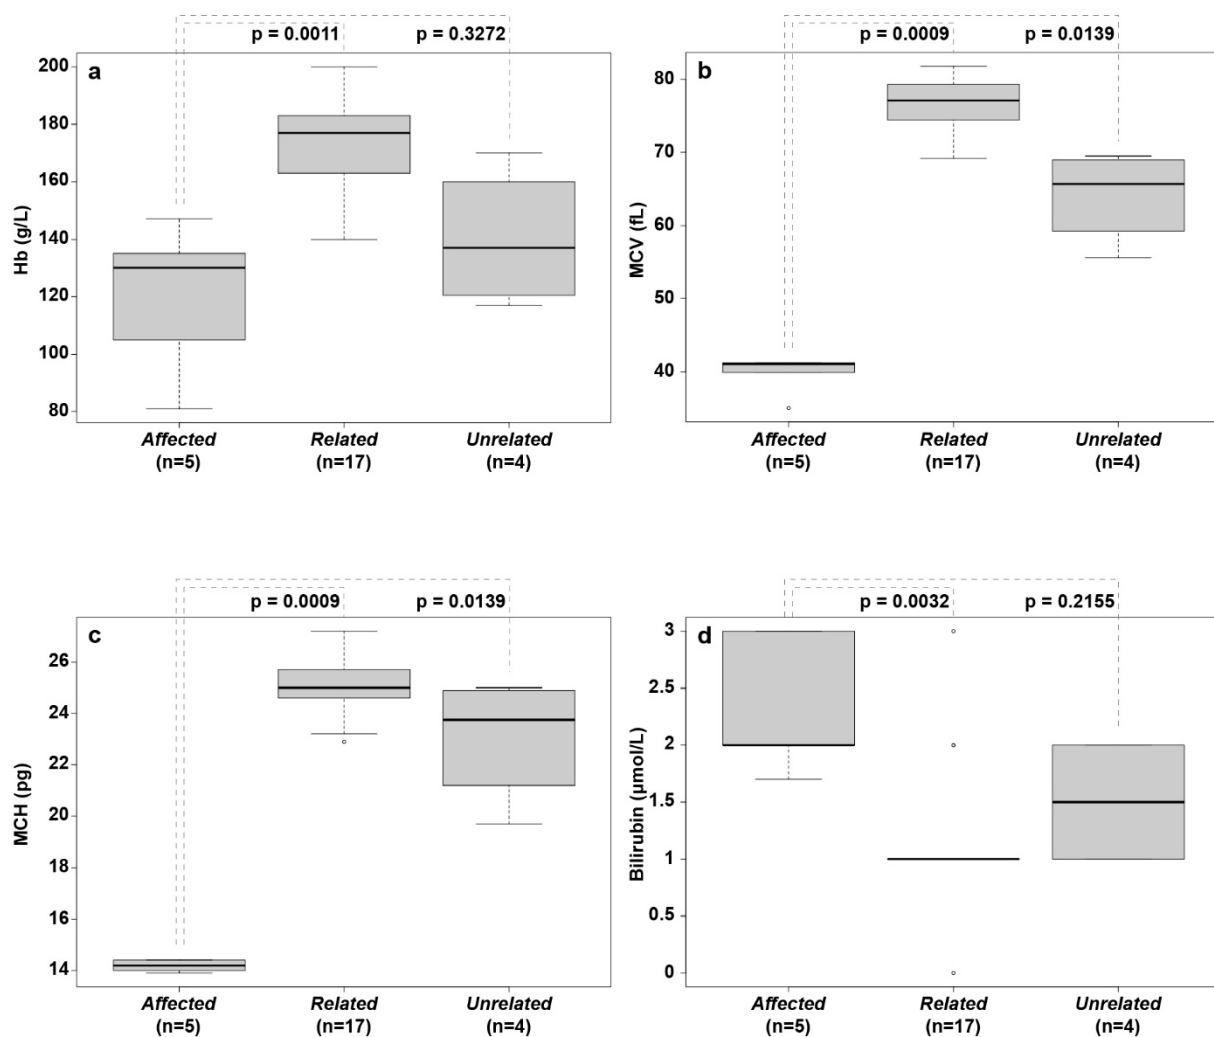 p = 0.0011 p = 0.3272
a
Hb (g/L)
200
180
160
140
120
100
80
Affected Related Unrelated
(n=5) (n=17) (n=4)
p = 0.0009 p = 0.0139
b
MCV (fL)
80
70
60
50
40
Affected Related Unrelated
(n=5) (n=17) (n=4)
p = 0.0009 p = 0.0139
c
MCH (pg)
26
24
22
20
18
16
14
Affected Related Unrelated
(n=5) (n=17) (n=4)
p = 0.0032 p = 0.2155
d
Bilirubin (µmol/L)
3
2.5
2
1.5
1
0.5
0
Affected Related Unrelated
(n=5) (n=17) (n=4)